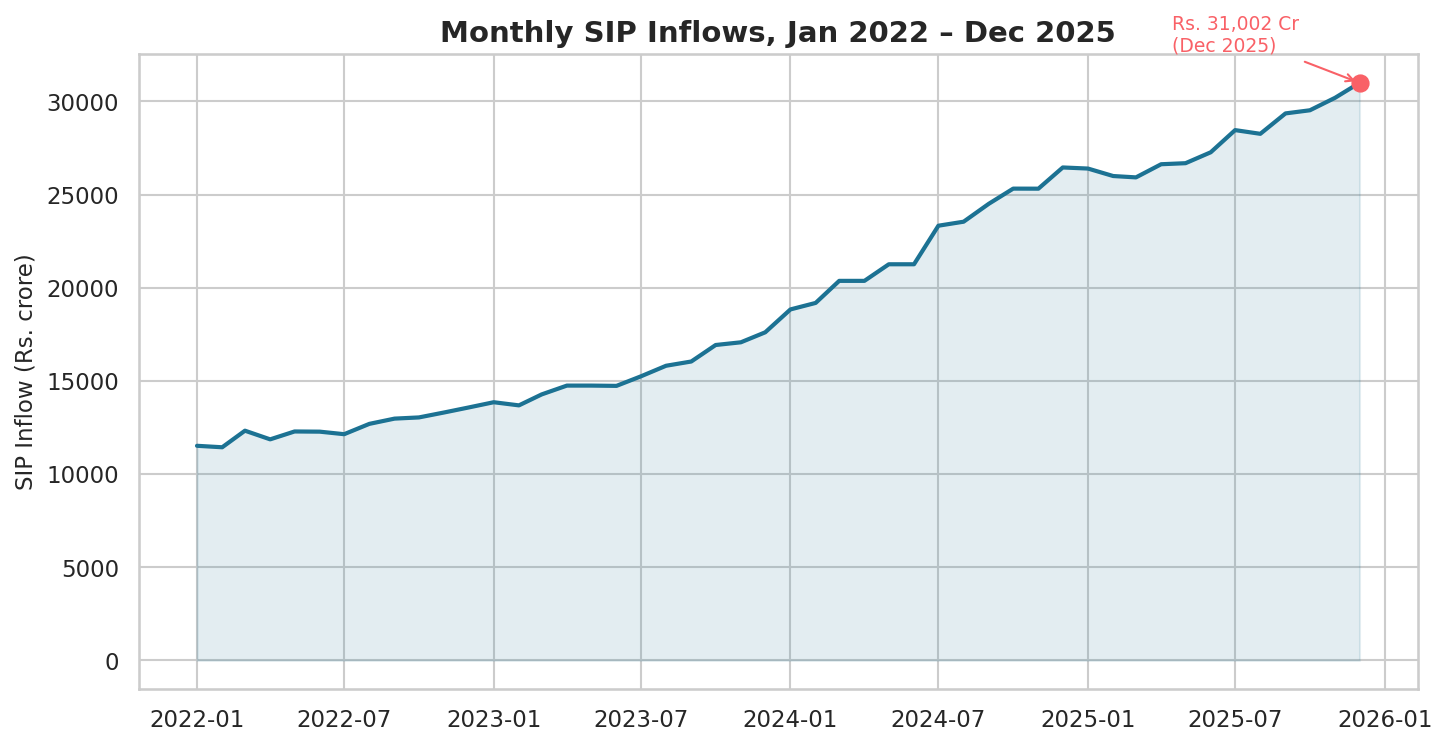 Monthly SIP Inflows, Jan 2022 – Dec 2025
Rs. 31,002 Cr
(Dec 2025)
SIP Inflow (Rs. crore)
30000
25000
20000
15000
10000
5000
0
2022-01 2022-07 2023-01 2023-07 2024-01 2024-07 2025-01 2025-07 2026-01